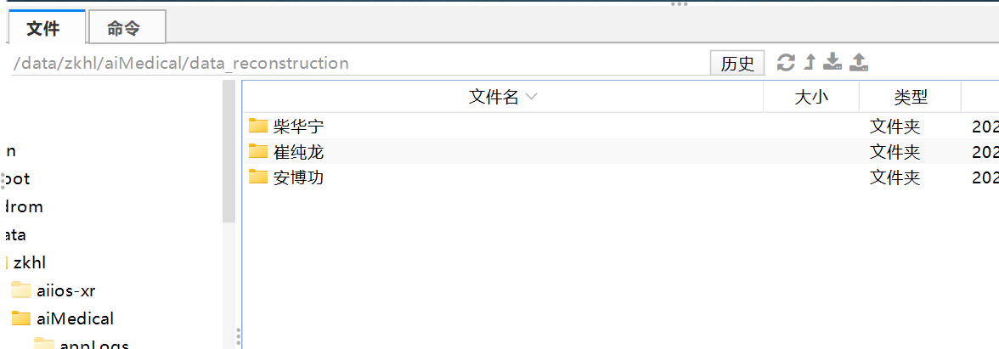 文件 命令
/data/zkhl/aiMedical/data_reconstruction 历史
文件名 大小 类型
柴华宁 文件夹 202
崔纯龙 文件夹 202
安博功 文件夹 202
n
oot
drom
ata
zkhl
aiios-xr
aiMedical
appLogs